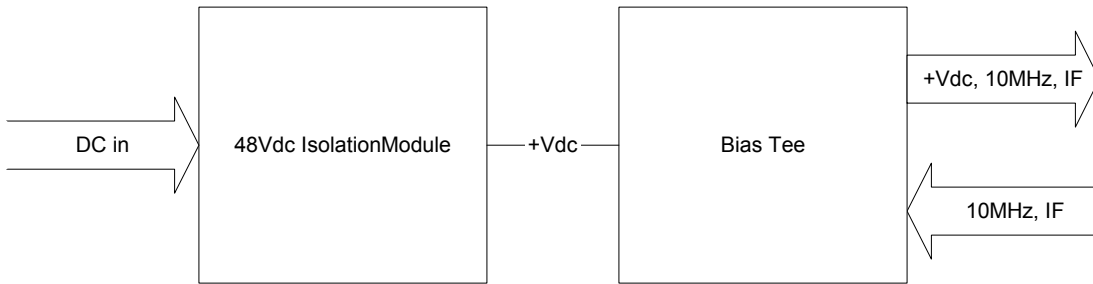 DC in
48Vdc IsolationModule
+Vdc
Bias Tee
+Vdc, 10MHz, IF
10MHz, IF